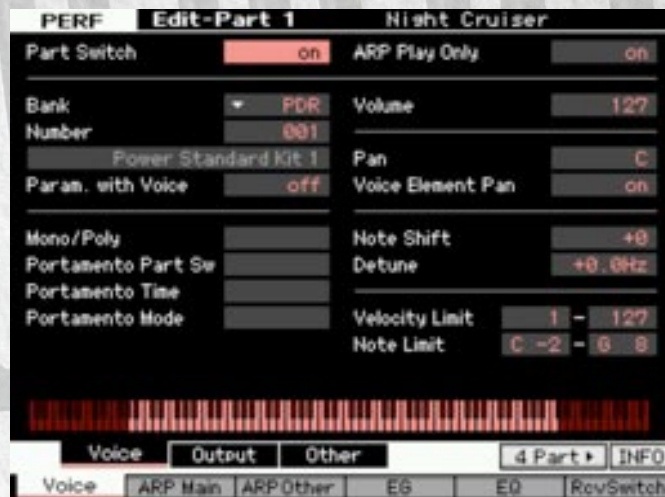 PERF Edit-Part 1 Night Cruiser
Part Switch on ARP Play Only on
Bank PDR Volume 127
Number 001
Power Standard Kit 1 Pan C
Param. with Voice off Voice Element Pan on
Mono/Poly Note Shift +0
Portamento Part Sw Detune +0.0Hz
Portamento Time
Portamento Mode Velocity Limit 1 - 127
Note Limit C -2 - G 8
Voice Output Other 4 Part INFO
Voice ARP Main ARP Other EG EQ RcvSwitch